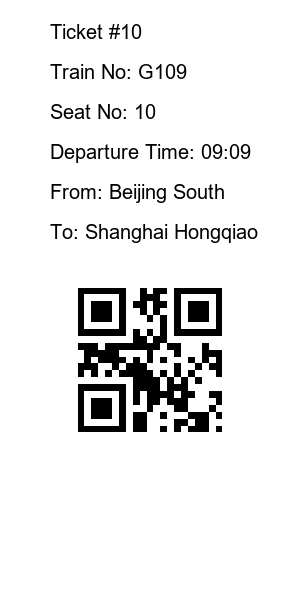 Ticket #10
Train No: G109
Seat No: 10
Departure Time: 09:09
From: Beijing South
To: Shanghai Hongqiao